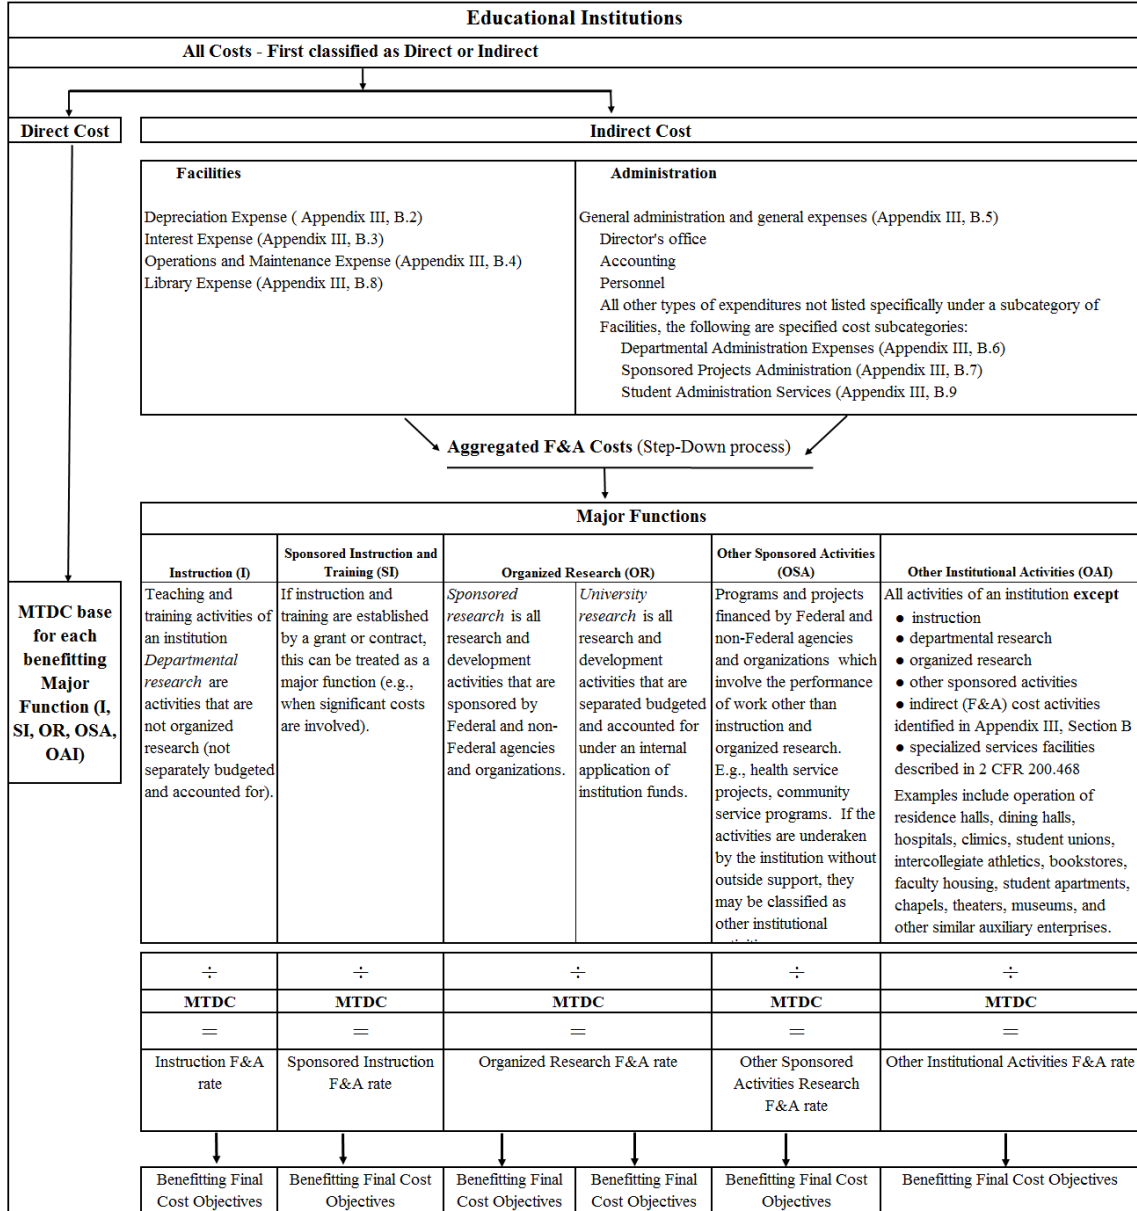 Educational Institutions
All Costs - First classified as Direct or Indirect
Direct Cost
Indirect Cost
Facilities
Depreciation Expense ( Appendix III, B.2)
Interest Expense (Appendix III, B.3)
Operations and Maintenance Expense (Appendix III, B.4)
Library Expense (Appendix III, B.8)
Administration
General administration and general expenses (Appendix III, B.5)
Director's office
Accounting
Personnel
All other types of expenditures not listed specifically under a subcategory of
Facilities, the following are specified cost subcategories:
Departmental Administration Expenses (Appendix III, B.6)
Sponsored Projects Administration (Appendix III, B.7)
Student Administration Services (Appendix III, B.9
Aggregated F&A Costs (Step-Down process)
MTDC base
for each
benefitting
Major
Function (I,
SI, OR, OSA,
OAI)
Major Functions
Instruction (I)
Teaching and
training activities of
an institution
Departmental
research are
activities that are
not organized
research (not
separately budgeted
and accounted for).
Sponsored Instruction and
Training (SI)
If instruction and
training are established
by a grant or contract,
this can be treated as a
major function (e.g.,
when significant costs
are involved).
Organized Research (OR)
Sponsored
research is all
research and
development
activities that are
sponsored by
Federal and non-
Federal agencies
and organizations.
University
research is all
research and
development
activities that are
separated budgeted
and accounted for
under an internal
application of
institution funds.
Other Sponsored Activities
(OSA)
Programs and projects
financed by Federal and
non-Federal agencies
and organizations which
involve the performance
of work other than
instruction and
organized research.
E.g., health service
projects, community
service programs. If the
activities are underaken
by the institution without
outside support, they
may be classified as
other institutional
Other Institutional Activities (OAI)
All activities of an institution except
● instruction
● departmental research
● organized research
● other sponsored activities
● indirect (F&A) cost activities
identified in Appendix III, Section B
● specialized services facilities
described in 2 CFR 200.468
Examples include operation of
residence halls, dining halls,
hospitals, climics, student unions,
intercollegiate athletics, bookstores,
faculty housing, student apartments,
chapels, theaters, museums, and
other similar auxiliary enterprises.
÷ ÷ ÷ ÷ ÷
MTDC MTDC MTDC MTDC MTDC
= = = = =
Instruction F&A
rate
Sponsored Instruction
F&A rate
Organized Research F&A rate
Other Sponsored
Activities Research
F&A rate
Other Institutional Activities F&A rate
Benefitting Final
Cost Objectives
Benefitting Final Cost
Objectives
Benefitting Final
Cost Objectives
Benefitting Final
Cost Objectives
Benefitting Final Cost
Objectives
Benefitting Final Cost Objectives